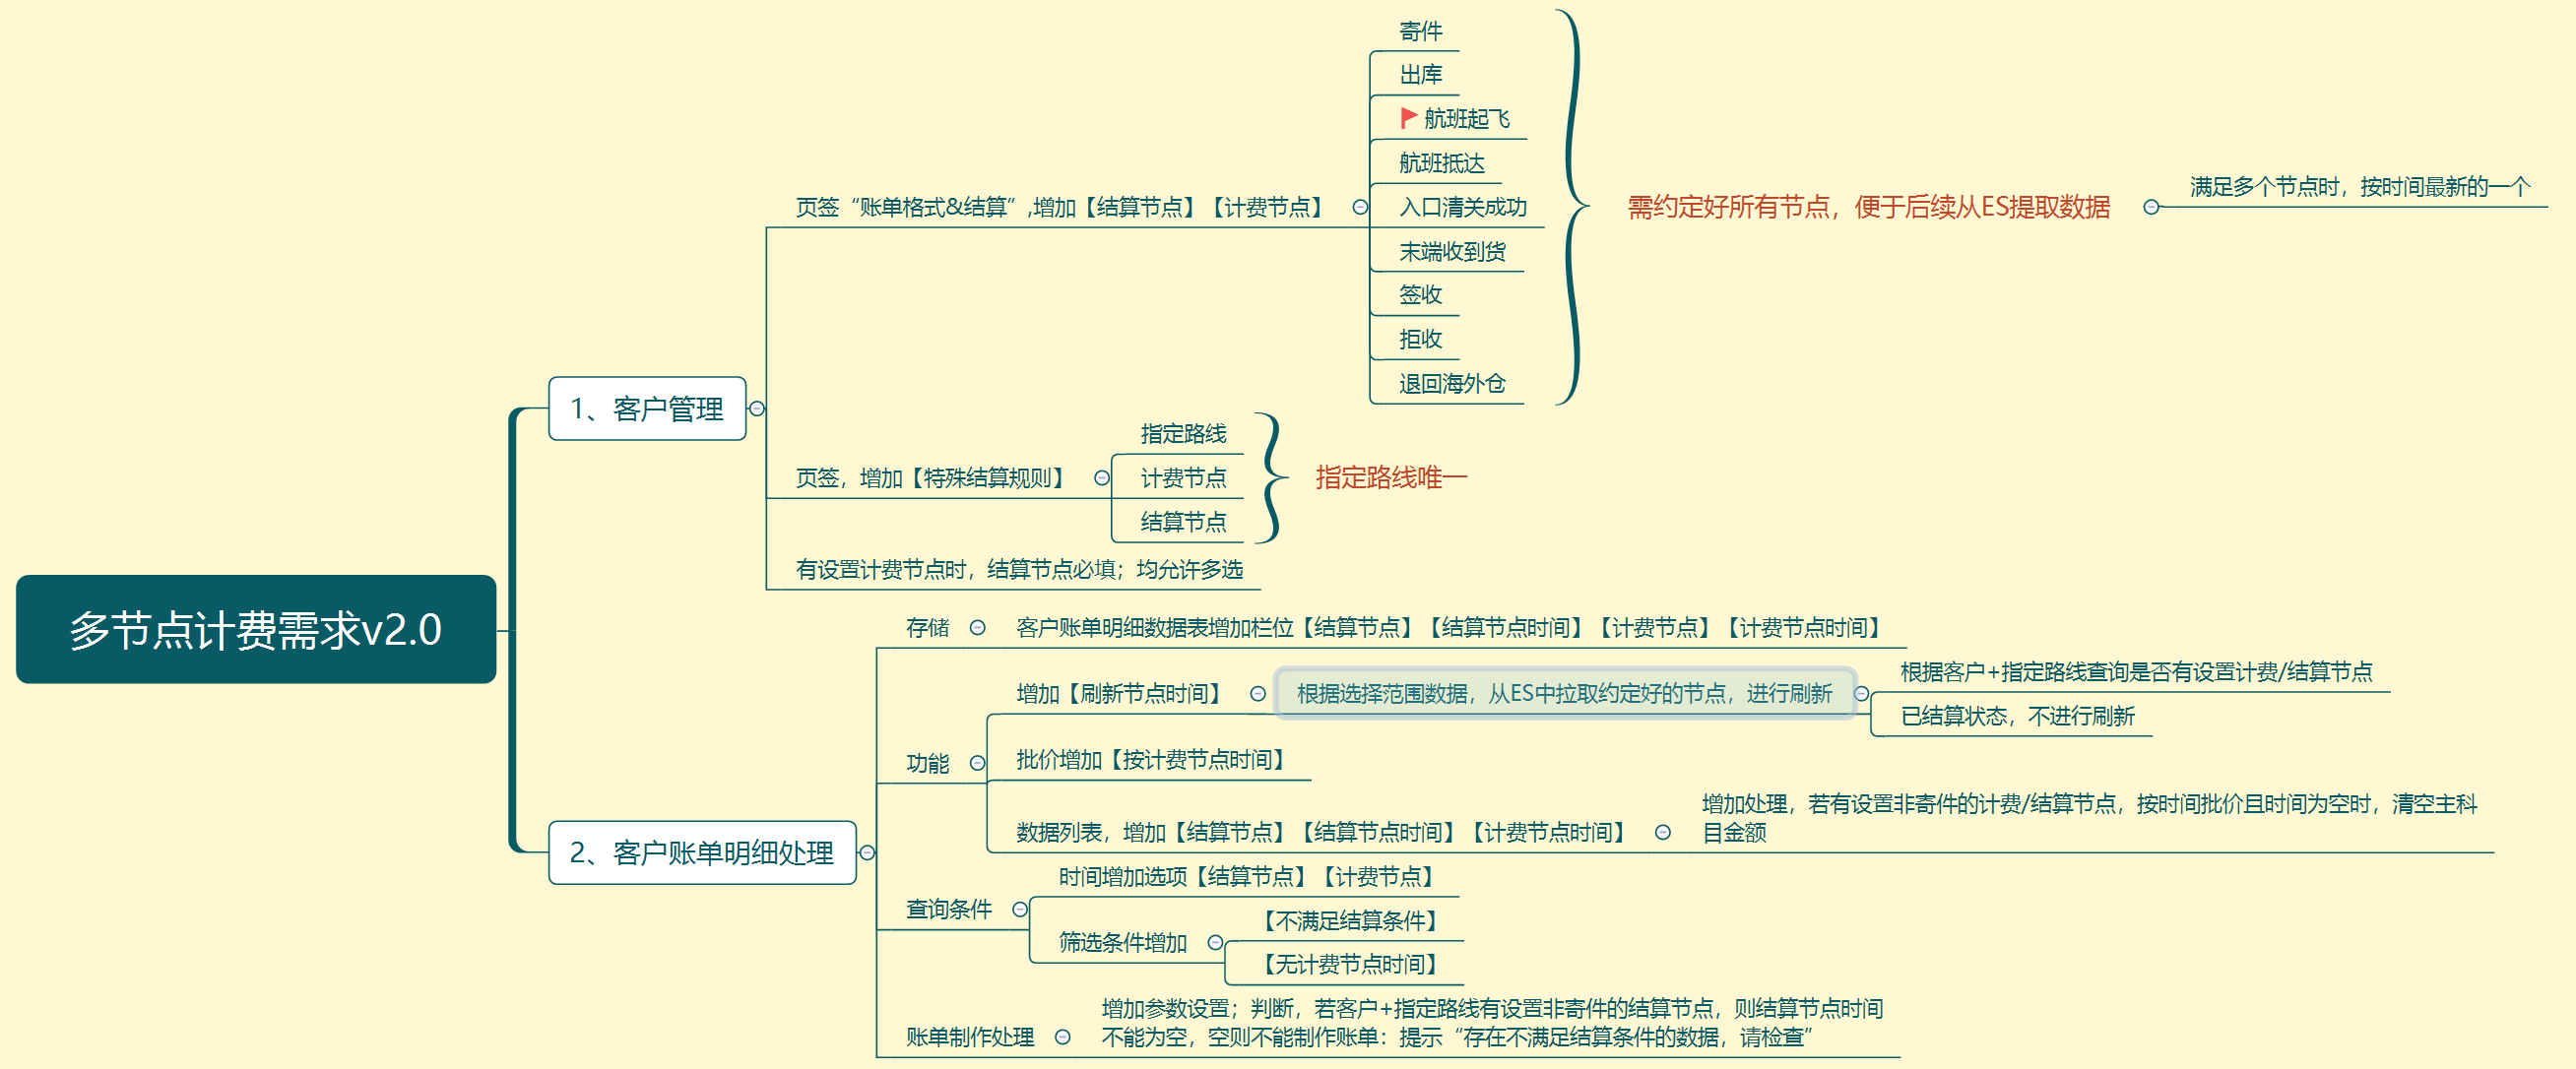 多节点计费需求v2.0
1、客户管理
页签“账单格式&结算”,增加【结算节点】【计费节点】
寄件
出库
航班起飞
航班抵达
入口清关成功
末端收到货
签收
拒收
退回海外仓
需约定好所有节点，便于后续从ES提取数据
满足多个节点时，按时间最新的一个
页签，增加【特殊结算规则】
指定路线
计费节点
结算节点
指定路线唯一
有设置计费节点时，结算节点必填；均允许多选
2、客户账单明细处理
存储
客户账单明细数据表增加栏位【结算节点】【结算节点时间】【计费节点】【计费节点时间】
功能
增加【刷新节点时间】
根据选择范围数据，从ES中拉取约定好的节点，进行刷新
根据客户+指定路线查询是否有设置计费/结算节点
已结算状态，不进行刷新
批价增加【按计费节点时间】
数据列表，增加【结算节点】【结算节点时间】【计费节点时间】
增加处理，若有设置非寄件的计费/结算节点，按时间批价且时间为空时，清空主科
目金额
查询条件
时间增加选项【结算节点】【计费节点】
筛选条件增加
【不满足结算条件】
【无计费节点时间】
账单制作处理
增加参数设置；判断，若客户+指定路线有设置非寄件的结算节点，则结算节点时间
不能为空，空则不能制作账单：提示“存在不满足结算条件的数据，请检查”